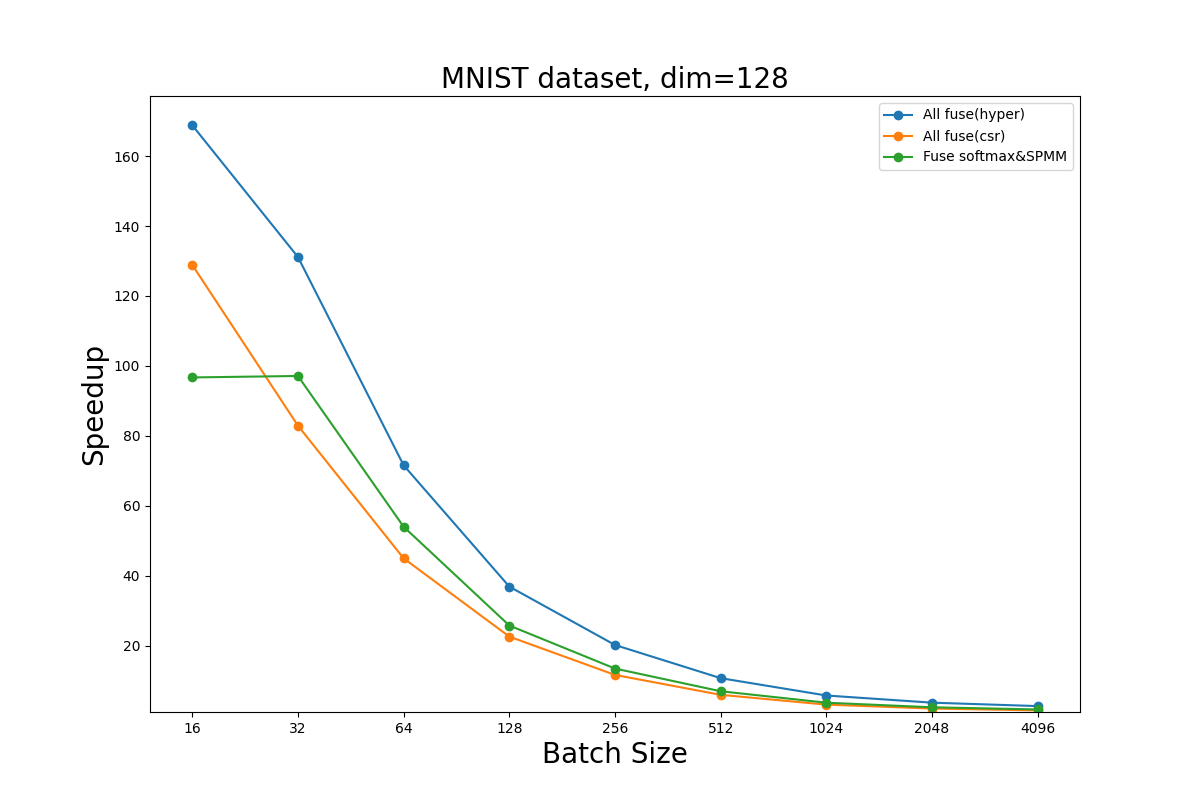 MNIST dataset, dim=128
All fuse(hyper)
All fuse(csr)
Fuse softmax&SPMM
160
140
120
100
80
60
40
20
Speedup
16 32 64 128 256 512 1024 2048 4096
Batch Size